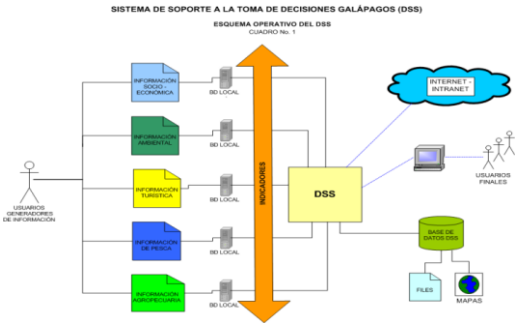 SISTEMA DE SOPORTE A LA TOMA DE DECISIONES GALÁPAGOS (DSS)
ESQUEMA OPERATIVO DEL DSS
CUADRO No. 1
INFORMACIÓN
SOCIO -
ECONÓMICA
BD LOCAL
INFORMACIÓN
AMBIENTAL
BD LOCAL
INFORMACIÓN
TURÍSTICA
BD LOCAL
INFORMACIÓN
DE PESCA
BD LOCAL
INFORMACIÓN
AGROPECUARIA
BD LOCAL
USUARIOS
GENERADORES
DE INFORMACIÓN
INDICADORES
DSS
INTERNET -
INTRANET
USUARIOS
FINALES
BASE DE
DATOS DSS
FILES
MAPAS